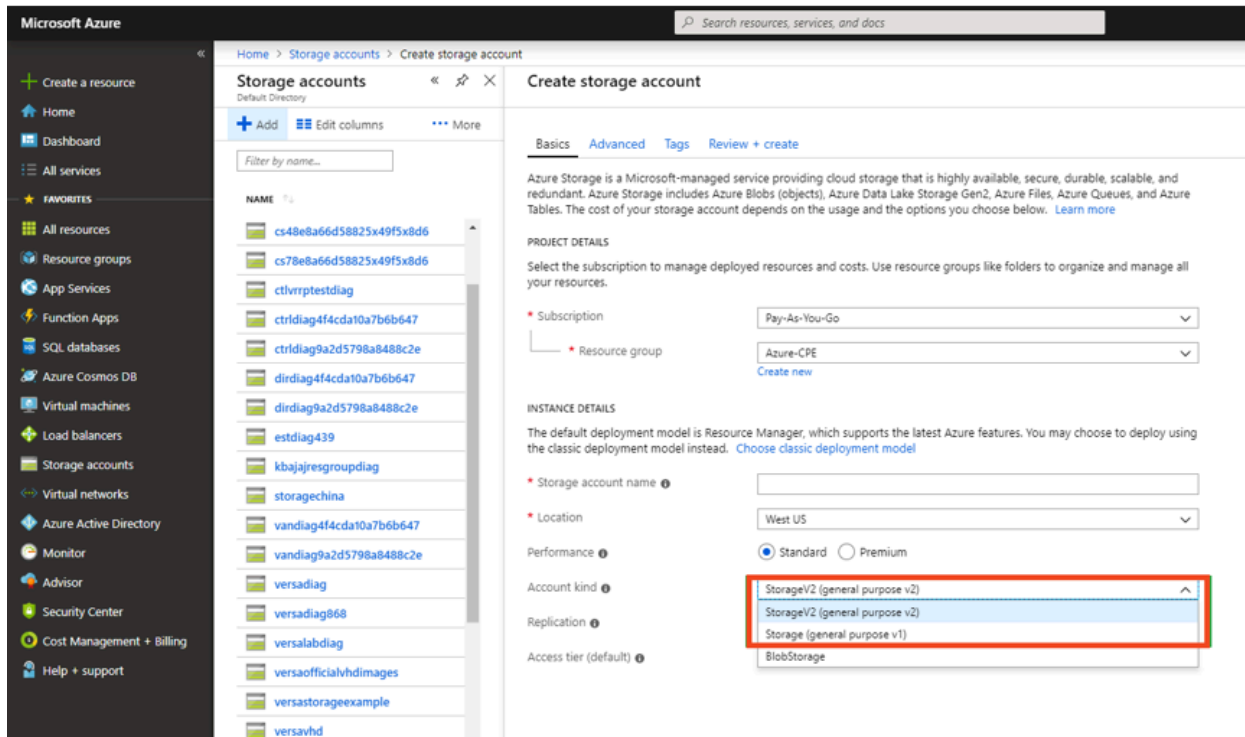 Microsoft Azure
Search resources, services, and docs
«
Create a resource
Home
Dashboard
All services
FAVORITES
All resources
Resource groups
App Services
Function Apps
SQL databases
Azure Cosmos DB
Virtual machines
Load balancers
Storage accounts
Virtual networks
Azure Active Directory
Monitor
Advisor
Security Center
Cost Management + Billing
Help + support
Home > Storage accounts > Create storage account
Storage accounts
Default Directory
Add Edit columns ••• More
Filter by name...
NAME
cs48e8a66d58825x49f5x8d6
cs78e8a66d58825x49f5x8d6
ctlvrrptestdiag
ctrldiag4f4cda10a7b6b647
ctrldiag9a2d5798a8488c2e
dirdiag4f4cda10a7b6b647
dirdiag9a2d5798a8488c2e
estdiag439
kbajajresgroupdiag
storagechina
vandiag4f4cda10a7b6b647
vandiag9a2d5798a8488c2e
versadiag
versadiag868
versalabdiag
versaofficialvhdimages
versastorageexample
versavhd
Create storage account
Basics Advanced Tags Review + create
Azure Storage is a Microsoft-managed service providing cloud storage that is highly available, secure, durable, scalable, and
redundant. Azure Storage includes Azure Blobs (objects), Azure Data Lake Storage Gen2, Azure Files, Azure Queues, and Azure
Tables. The cost of your storage account depends on the usage and the options you choose below. Learn more
PROJECT DETAILS
Select the subscription to manage deployed resources and costs. Use resource groups like folders to organize and manage all
your resources.
* Subscription Pay-As-You-Go
* Resource group Azure-CPE
Create new
INSTANCE DETAILS
The default deployment model is Resource Manager, which supports the latest Azure features. You may choose to deploy using
the classic deployment model instead. Choose classic deployment model
* Storage account name
* Location West US
Performance Standard Premium
Account kind StorageV2 (general purpose v2)
StorageV2 (general purpose v2)
Replication
Storage (general purpose v1)
Access tier (default) BlobStorage